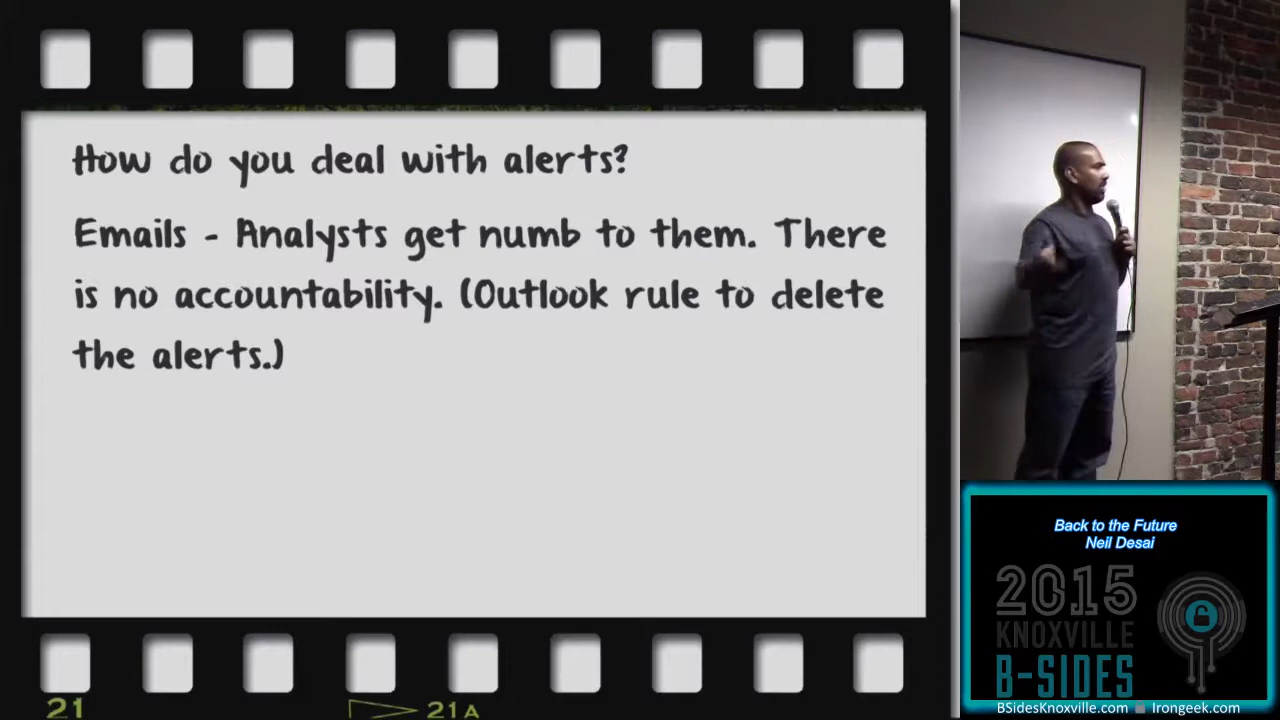 How do you deal with alerts?
Emails - Analysts get numb to them. There
is no accountability. (Outlook rule to delete
the alerts.)
21
21A
Back to the Future
Neil Desai
2015
KNOXVILLE
B-SIDES
BSidesKnoxville.com
Irongeek.com